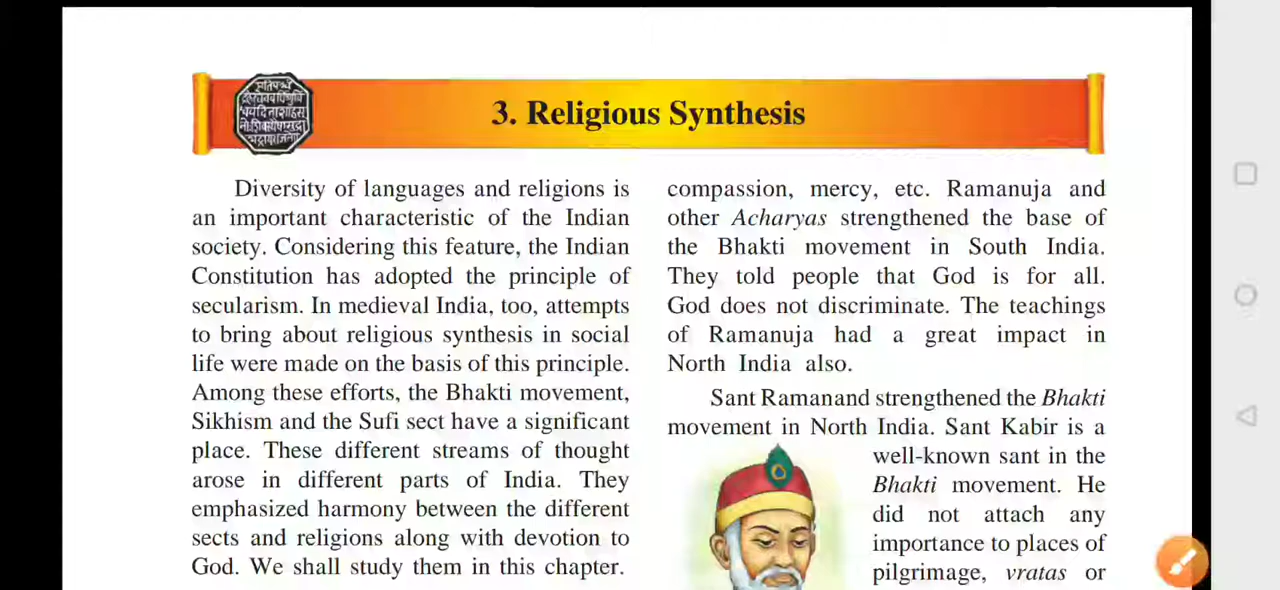 3. Religious Synthesis
Diversity of languages and religions is
an important characteristic of the Indian
society. Considering this feature, the Indian
Constitution has adopted the principle of
secularism. In medieval India, too, attempts
to bring about religious synthesis in social
life were made on the basis of this principle.
Among these efforts, the Bhakti movement,
Sikhism and the Sufi sect have a significant
place. These different streams of thought
arose in different parts of India. They
emphasized harmony between the different
sects and religions along with devotion to
God. We shall study them in this chapter.
compassion, mercy, etc. Ramanuja and
other Acharyas strengthened the base of
the Bhakti movement in South India.
They told people that God is for all.
God does not discriminate. The teachings
of Ramanuja had a great impact in
North India also.
Sant Ramanand strengthened the Bhakti
movement in North India. Sant Kabir is a
well-known sant in the
Bhakti movement. He
did not attach any
importance to places of
pilgrimage, vratas or